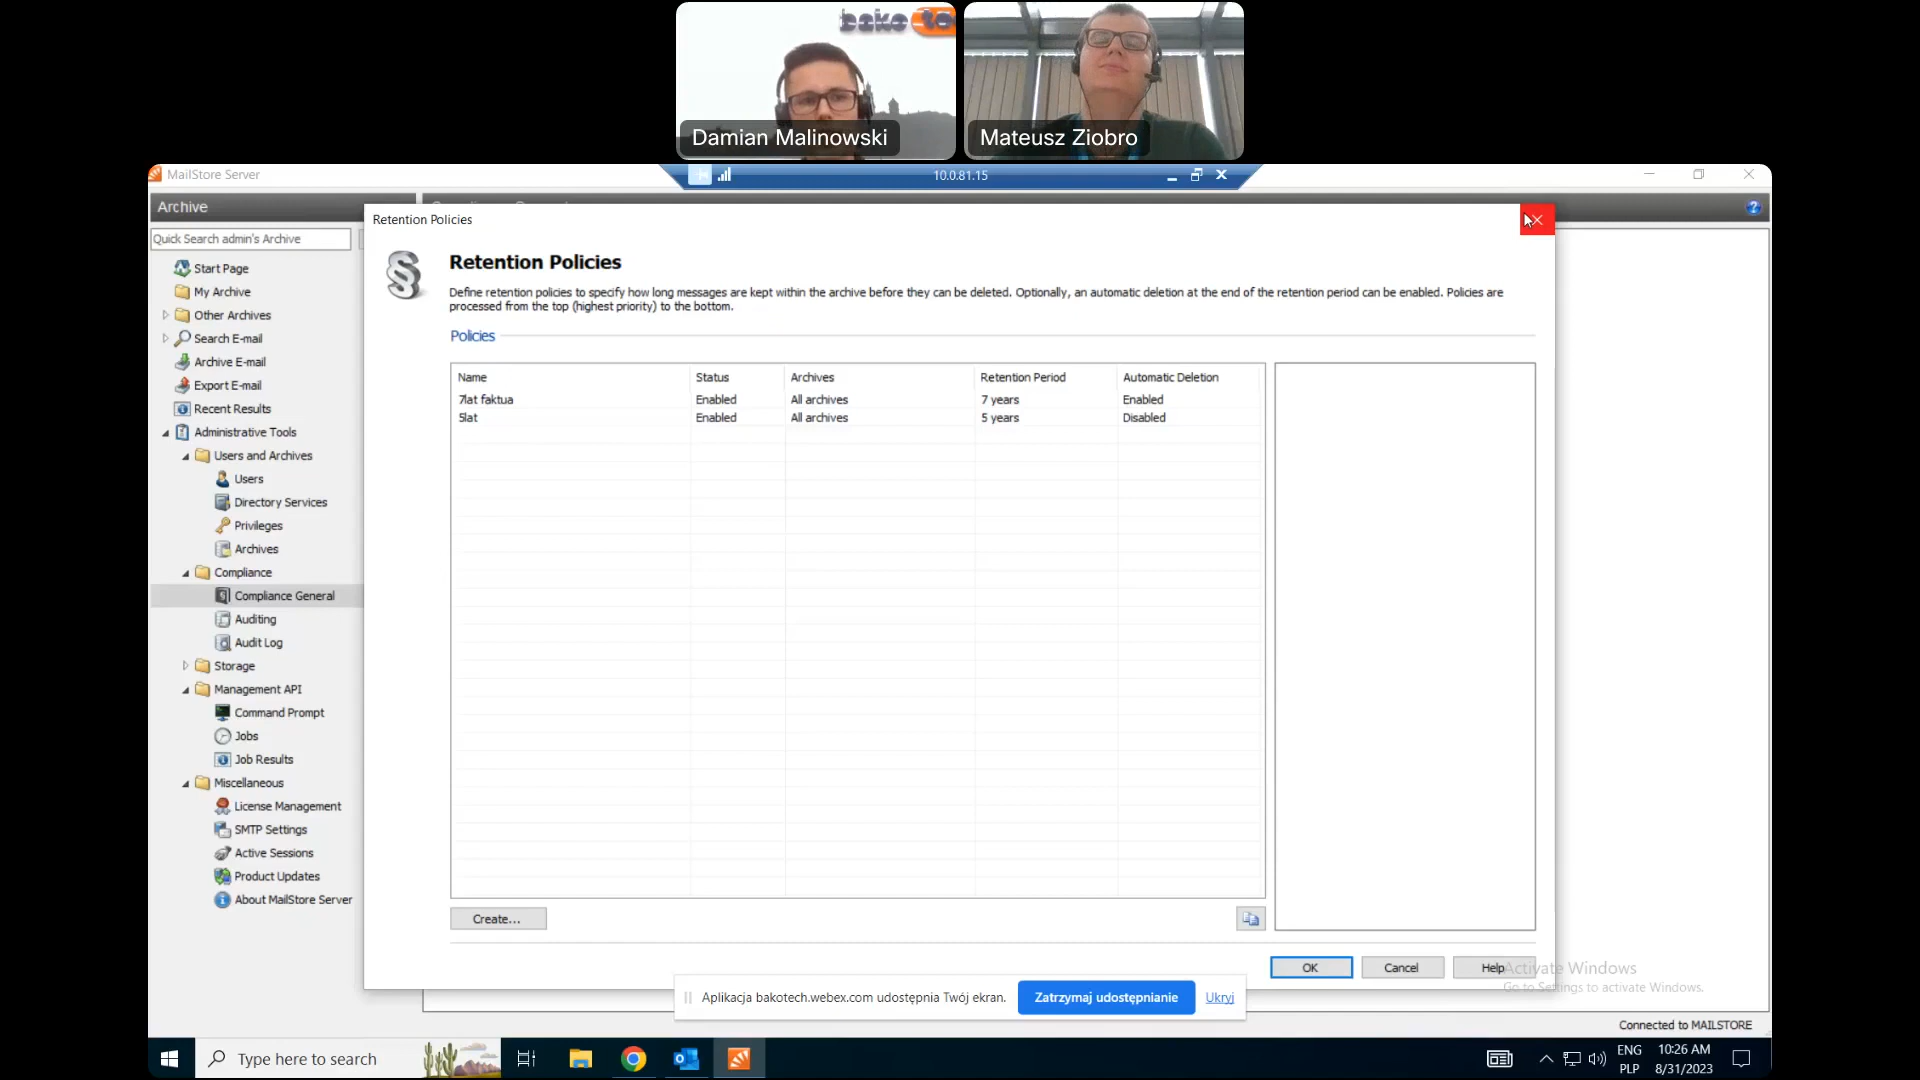 bako to
Damian Malinowski
Mateusz Ziobro
MailStore Server
10.0.81.15
Archive
Retention Policies
Quick Search admin's Archive
Retention Policies
Define retention policies to specify how long messages are kept within the archive before they can be deleted. Optionally, an automatic deletion at the end of the retention period can be enabled. Policies are
processed from the top (highest priority) to the bottom.
Policies
Name Status Archives Retention Period Automatic Deletion
7lat faktua Enabled All archives 7 years Enabled
5lat Enabled All archives 5 years Disabled
Start Page
My Archive
Other Archives
Search E-mail
Archive E-mail
Export E-mail
Recent Results
Administrative Tools
Users and Archives
Users
Directory Services
Privileges
Archives
Compliance
Compliance General
Auditing
Audit Log
Storage
Management API
Command Prompt
Jobs
Job Results
Miscellaneous
License Management
SMTP Settings
Active Sessions
Product Updates
About MailStore Server
Create...
OK Cancel Help
Activate Windows
Go to Settings to activate Windows.
Aplikacja bakotech.webex.com udostępnia Twój ekran. Zatrzymaj udostępnianie Ukryj
Connected to MAILSTORE
Type here to search
ENG
PLP
10:26 AM
8/31/2023